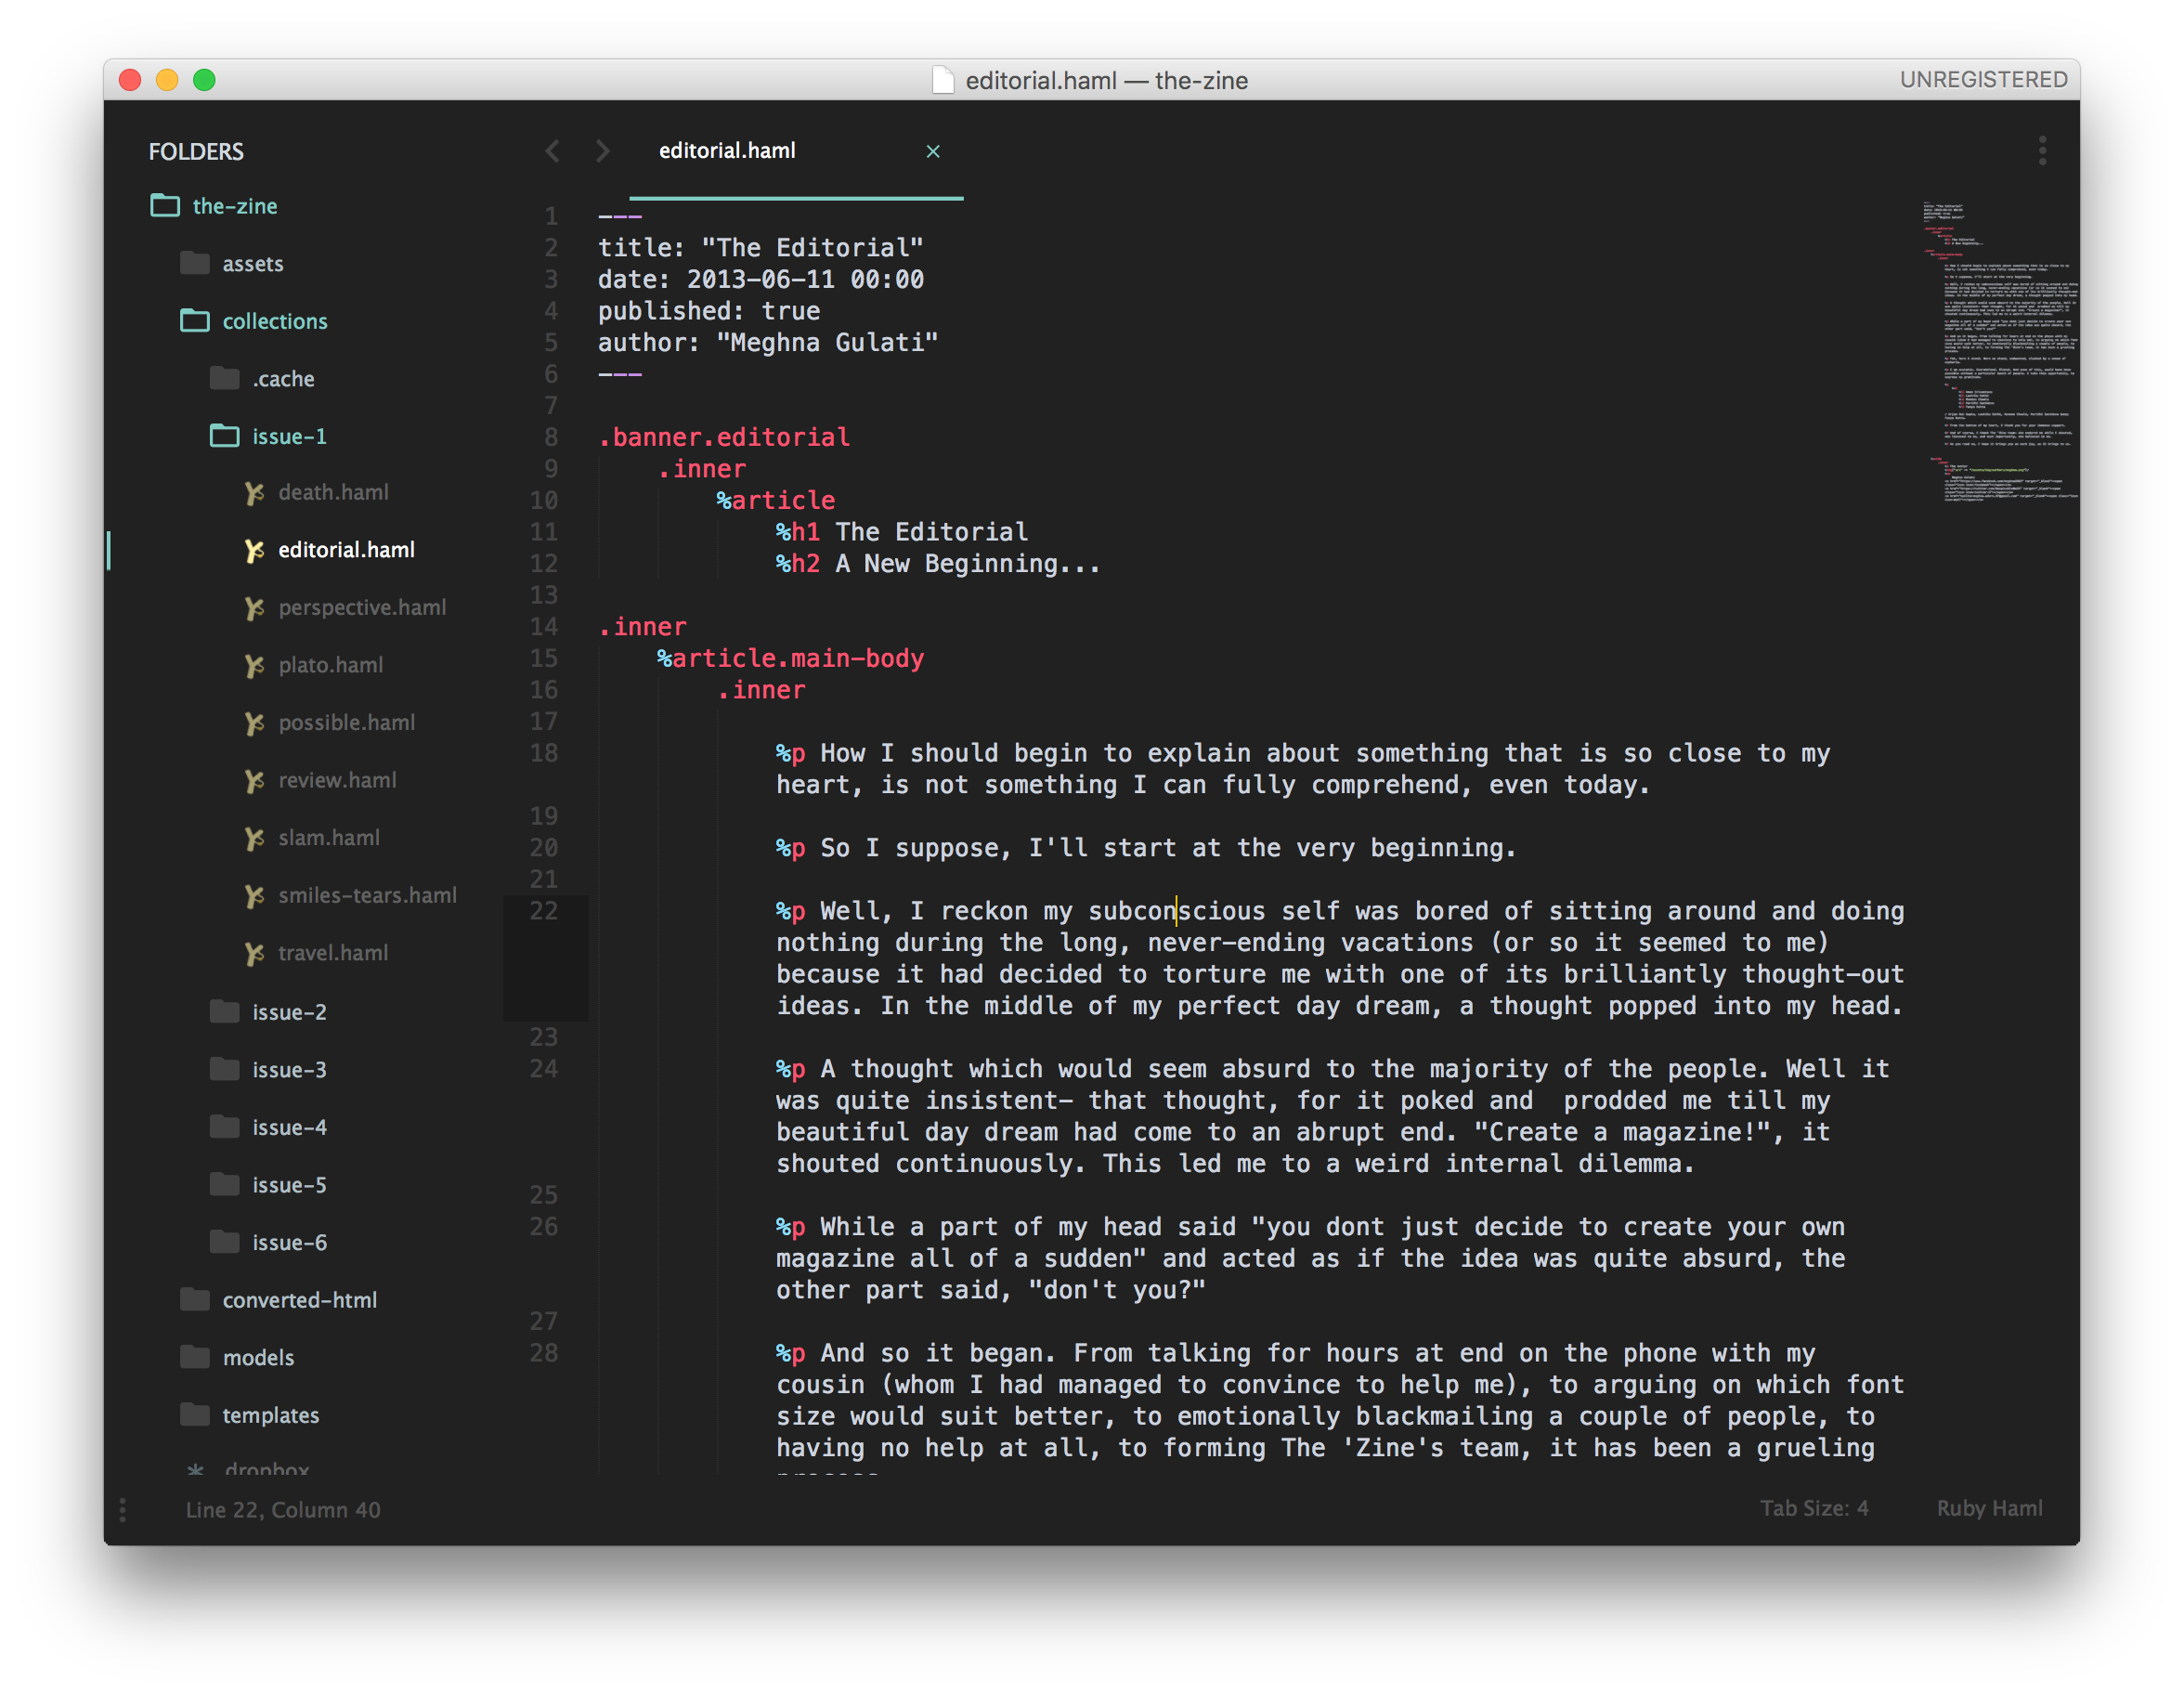 editorial.haml — the-zine
UNREGISTERED
FOLDERS
the-zine
assets
collections
.cache
issue-1
death.haml
editorial.haml
perspective.haml
plato.haml
possible.haml
review.haml
slam.haml
smiles-tears.haml
travel.haml
issue-2
issue-3
issue-4
issue-5
issue-6
converted-html
models
templates
dropbox
editorial.haml
1 ---
2 title: "The Editorial"
3 date: 2013-06-11 00:00
4 published: true
5 author: "Meghna Gulati"
6 ---
7
8 .banner.editorial
9 .inner
10 %article
11 %h1 The Editorial
12 %h2 A New Beginning...
13
14 .inner
15 %article.main-body
16 .inner
17
18 %p How I should begin to explain about something that is so close to my
heart, is not something I can fully comprehend, even today.
19
20 %p So I suppose, I'll start at the very beginning.
21
22 %p Well, I reckon my subconscious self was bored of sitting around and doing
nothing during the long, never-ending vacations (or so it seemed to me)
because it had decided to torture me with one of its brilliantly thought-out
ideas. In the middle of my perfect day dream, a thought popped into my head.
23
24 %p A thought which would seem absurd to the majority of the people. Well it
was quite insistent- that thought, for it poked and  prodded me till my
beautiful day dream had come to an abrupt end. "Create a magazine!", it
shouted continuously. This led me to a weird internal dilemma.
25
26 %p While a part of my head said "you dont just decide to create your own
magazine all of a sudden" and acted as if the idea was quite absurd, the
other part said, "don't you?"
27
28 %p And so it began. From talking for hours at end on the phone with my
cousin (whom I had managed to convince to help me), to arguing on which font
size would suit better, to emotionally blackmailing a couple of people, to
having no help at all, to forming The 'Zine's team, it has been a grueling
Line 22, Column 40
Tab Size: 4
Ruby Haml